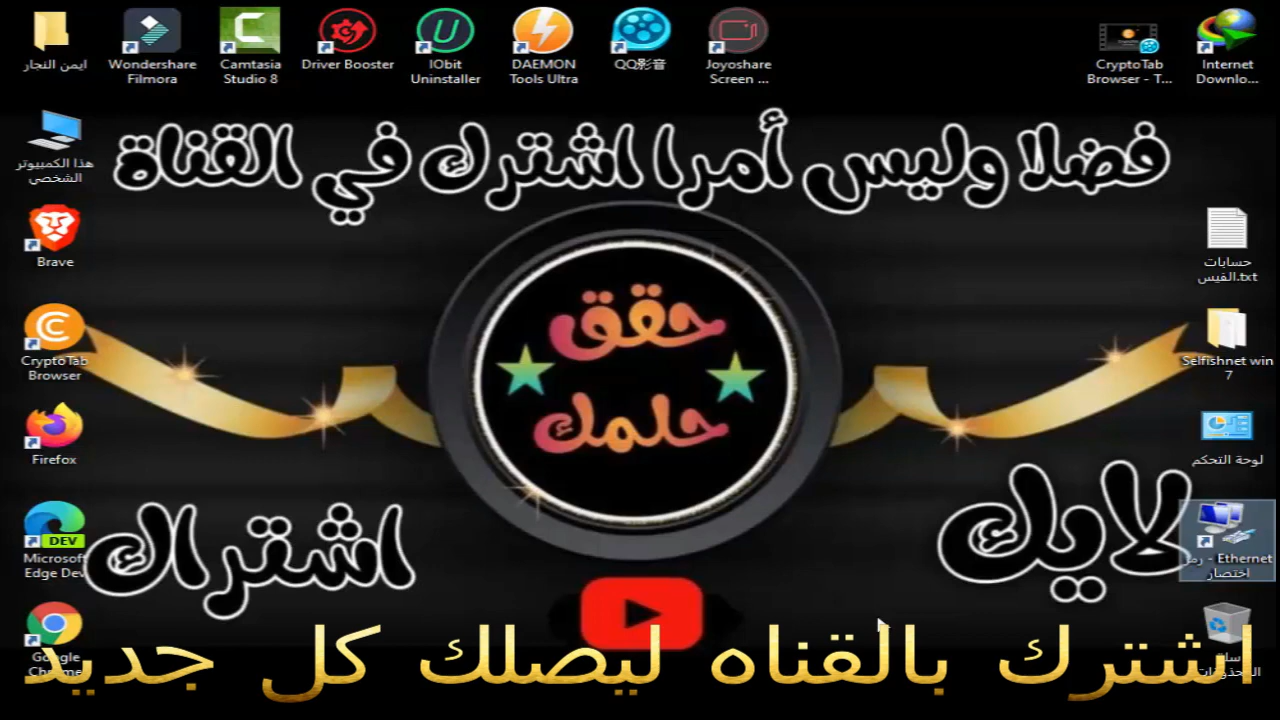 ايمن النجار
Wondershare
Filmora
Camtasia
Studio 8
Driver Booster
IObit
Uninstaller
DAEMON
Tools Ultra
QQ影音
Joyoshare
Screen ...
CryptoTab
Browser - T...
Internet
Downlo...
فضلا وليس أمرا اشترك في القناة
هذا الكمبيوتر
الشخصي
Brave
حسابات
الفيس.txt
CryptoTab
Browser
حقق
حلمك
Selfishnet win
7
Firefox
لوحة التحكم
DEV
Microsoft
Edge Dev
اشتراك
لايك
Ethernet - رمز
اختصار
Google
Chrome
اشترك بالقناه ليصلك كل جديد